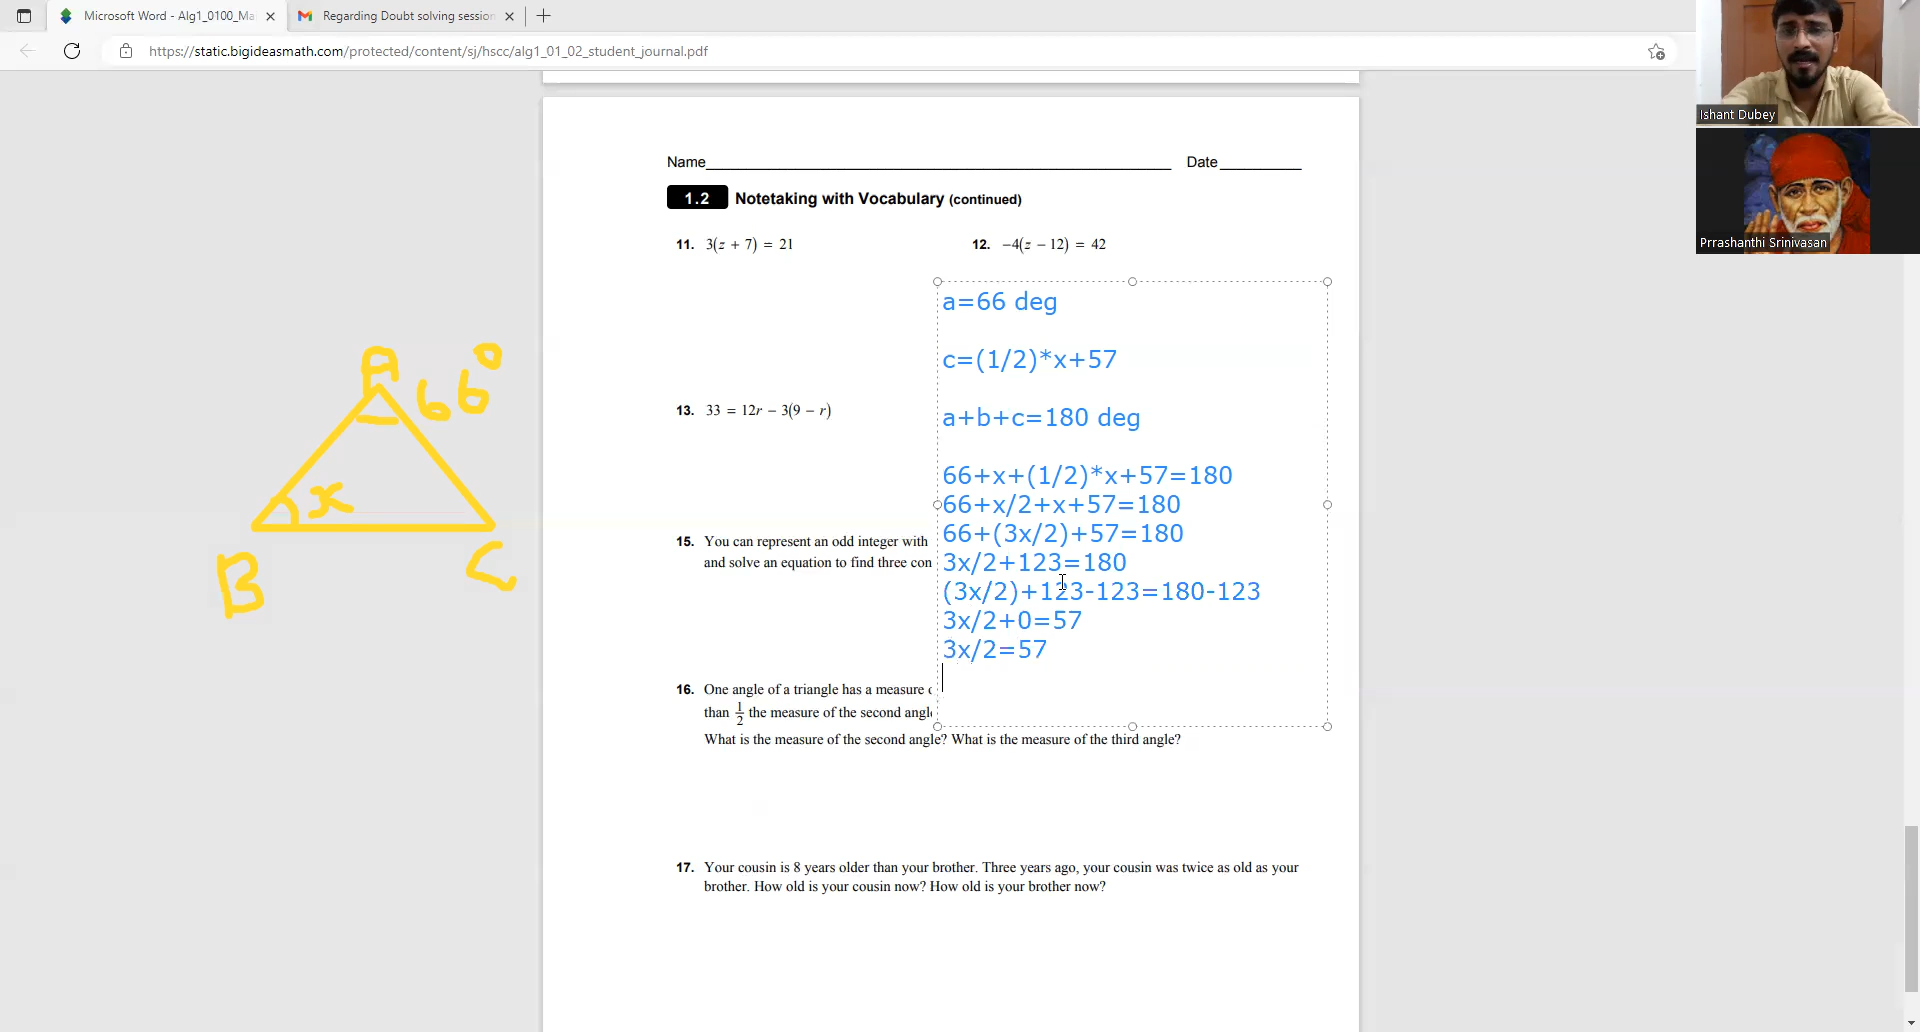 Microsoft Word - Alg1_0100_Ma
Regarding Doubt solving session
https://static.bigideasmath.com/protected/content/sj/hscc/alg1_01_02_student_journal.pdf
Ishant Dubey
Prrashanthi Srinivasan
Name Date
1.2 Notetaking with Vocabulary (continued)
11. 3(z + 7) = 21 12. −4(z − 12) = 42
a=66 deg
c=(1/2)*x+57
A 66°
13. 33 = 12r − 3(9 − r)
a+b+c=180 deg
66+x+(1/2)*x+57=180
x
66+x/2+x+57=180
66+(3x/2)+57=180
15. You can represent an odd integer with
and solve an equation to find three con
3x/2+123=180
B C
(3x/2)+123-123=180-123
3x/2+0=57
3x/2=57
16. One angle of a triangle has a measure
than 1/2 the measure of the second angl
What is the measure of the second angle? What is the measure of the third angle?
17. Your cousin is 8 years older than your brother. Three years ago, your cousin was twice as old as your
brother. How old is your cousin now? How old is your brother now?